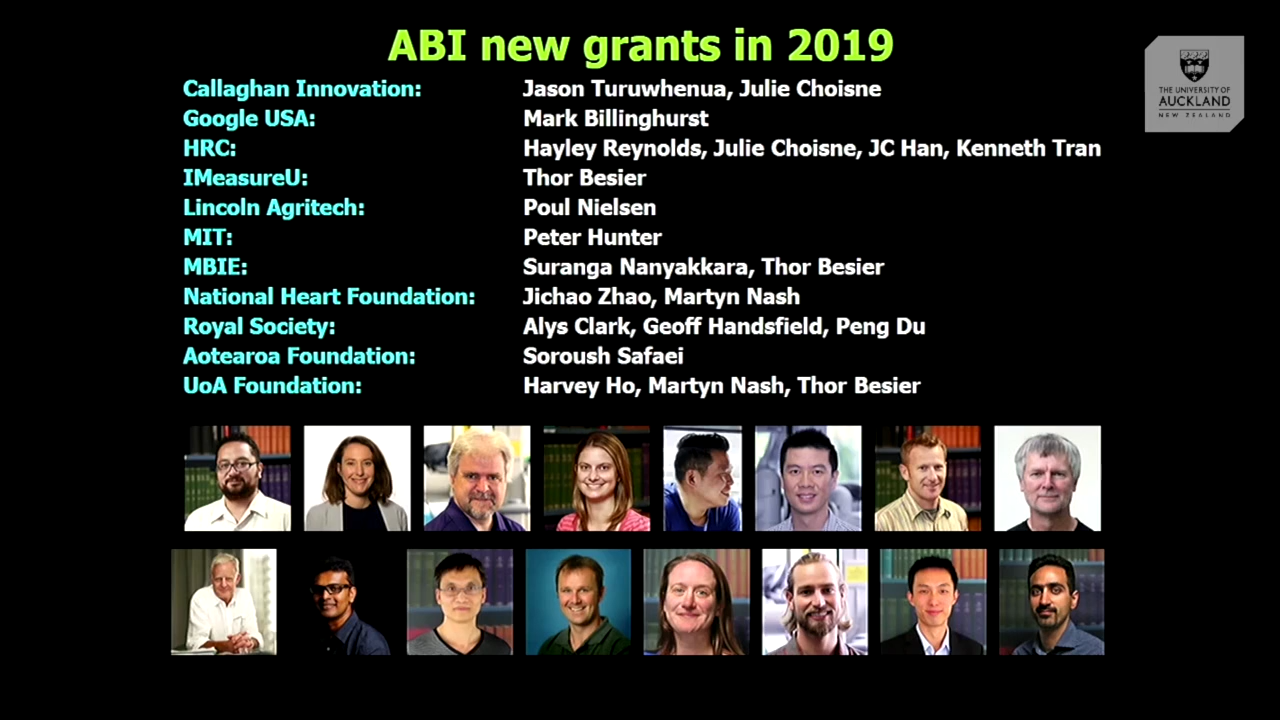 ABI new grants in 2019
THE UNIVERSITY OF
AUCKLAND
NEW ZEALAND
Callaghan Innovation: Jason Turuwhenua, Julie Choisne
Google USA: Mark Billinghurst
HRC: Hayley Reynolds, Julie Choisne, JC Han, Kenneth Tran
IMeasureU: Thor Besier
Lincoln Agritech: Poul Nielsen
MIT: Peter Hunter
MBIE: Suranga Nanyakkara, Thor Besier
National Heart Foundation: Jichao Zhao, Martyn Nash
Royal Society: Alys Clark, Geoff Handsfield, Peng Du
Aotearoa Foundation: Soroush Safaei
UoA Foundation: Harvey Ho, Martyn Nash, Thor Besier